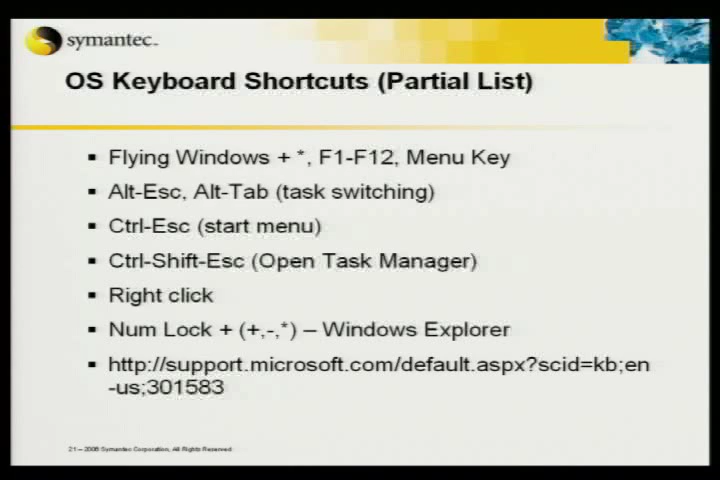 symantec.
OS Keyboard Shortcuts (Partial List)
Flying Windows + *, F1-F12, Menu Key
Alt-Esc, Alt-Tab (task switching)
Ctrl-Esc (start menu)
Ctrl-Shift-Esc (Open Task Manager)
Right click
Num Lock + (+,-,*) – Windows Explorer
http://support.microsoft.com/default.aspx?scid=kb;en
-us;301583
21 – 2006 Symantec Corporation, All Rights Reserved